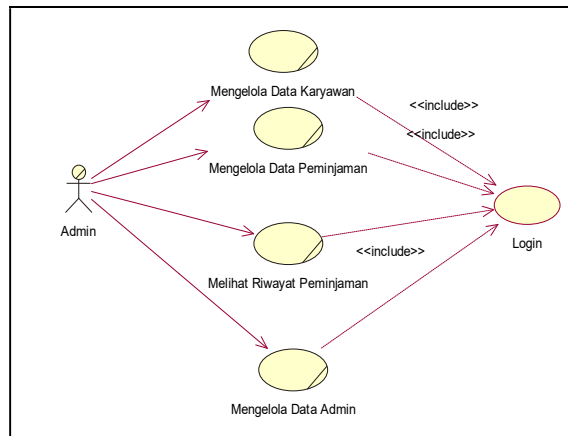 Mengelola Data Karyawan
<<include>>
<<include>>
Mengelola Data Peminjaman
Admin
Login
<<include>>
Melihat Riwayat Peminjaman
Mengelola Data Admin